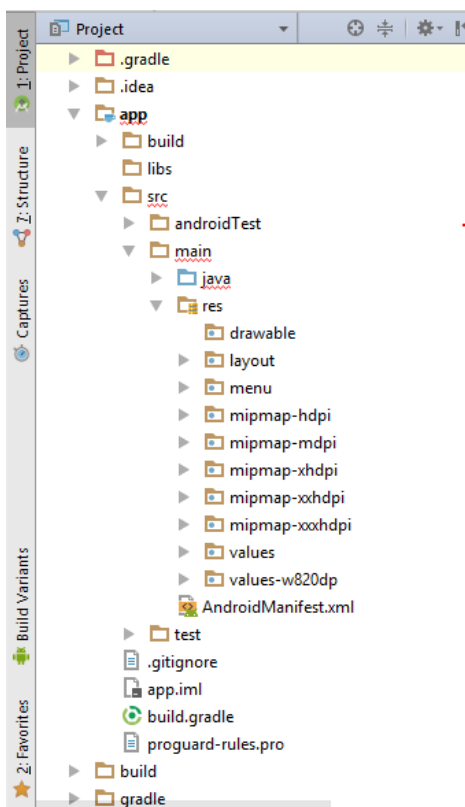 Project
.gradle
.idea
app
build
libs
src
androidTest
main
java
res
drawable
layout
menu
mipmap-hdpi
mipmap-mdpi
mipmap-xhdpi
mipmap-xxhdpi
mipmap-xxxhdpi
values
values-w820dp
AndroidManifest.xml
test
.gitignore
app.iml
build.gradle
proguard-rules.pro
build
gradle
1: Project
7: Structure
Captures
Build Variants
2: Favorites